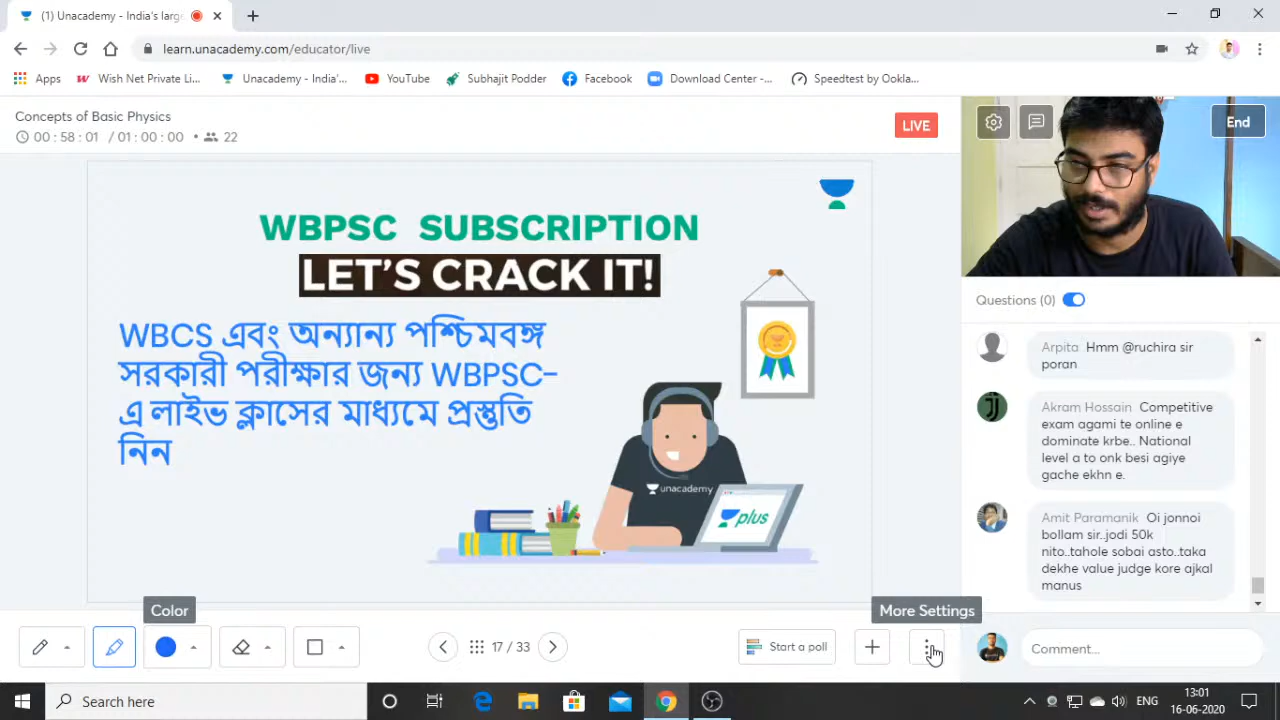 (1) Unacademy - India's larg
learn.unacademy.com/educator/live
Apps
Wish Net Private Li...
Unacademy - India'...
YouTube
Subhajit Podder
Facebook
Download Center -...
Speedtest by Ookla...
Concepts of Basic Physics
00 : 58 : 01 / 01 : 00 : 00 • 22
LIVE
End
WBPSC SUBSCRIPTION
LET'S CRACK IT!
WBCS এবং অন্যান্য পশ্চিমবঙ্গ
সরকারী পরীক্ষার জন্য WBPSC-
এ লাইভ ক্লাসের মাধ্যমে প্রস্তুতি
নিন
unacademy
plus
Questions (0)
Arpita Hmm @ruchira sir
poran
Akram Hossain Competitive
exam agami te online e
dominate krbe.. National
level a to onk besi agiye
gache ekhn e.
Amit Paramanik Oi jonnoi
bollam sir..jodi 50k
nito..tahole sobai asto..taka
dekhe value judge kore ajkal
manus
Color
More Settings
17 / 33
Start a poll
Comment...
Search here
ENG
13:01
16-06-2020